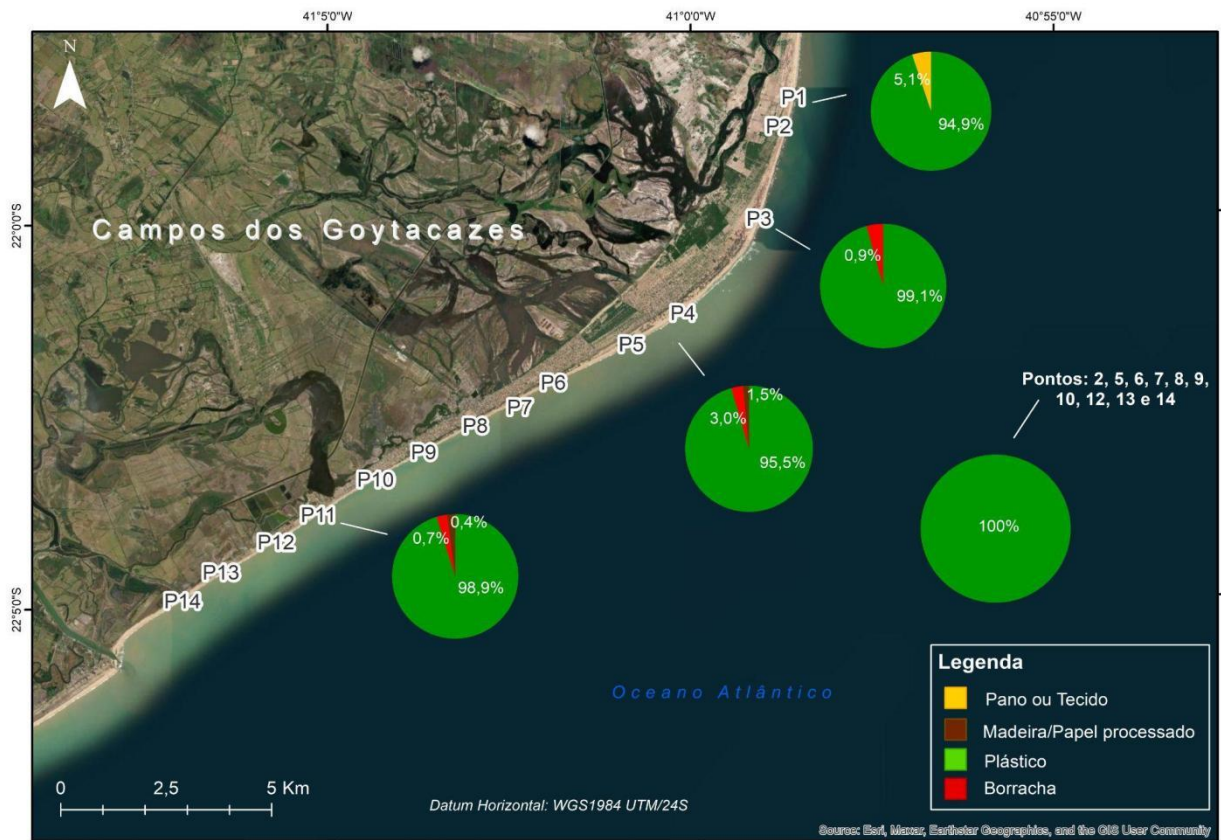 41°5'0"W
41°0'0"W
40°55'0"W
N
P1
5,1%
94,9%
P2
22°0'0"S
Campos dos Goytacazes
P3
0,9%
99,1%
P4
P5
Pontos: 2, 5, 6, 7, 8, 9,
10, 12, 13 e 14
P6
P7
P8
3,0%
1,5%
95,5%
P9
P10
P11
0,7%
0,4%
98,9%
100%
P12
P13
P14
22°5'0"S
Oceano Atlântico
Legenda
Pano ou Tecido
Madeira/Papel processado
Plástico
Borracha
0
2,5
5 Km
Datum Horizontal: WGS1984 UTM/24S
Source: Esri, Maxar, Earthstar Geographics, and the GIS User Community